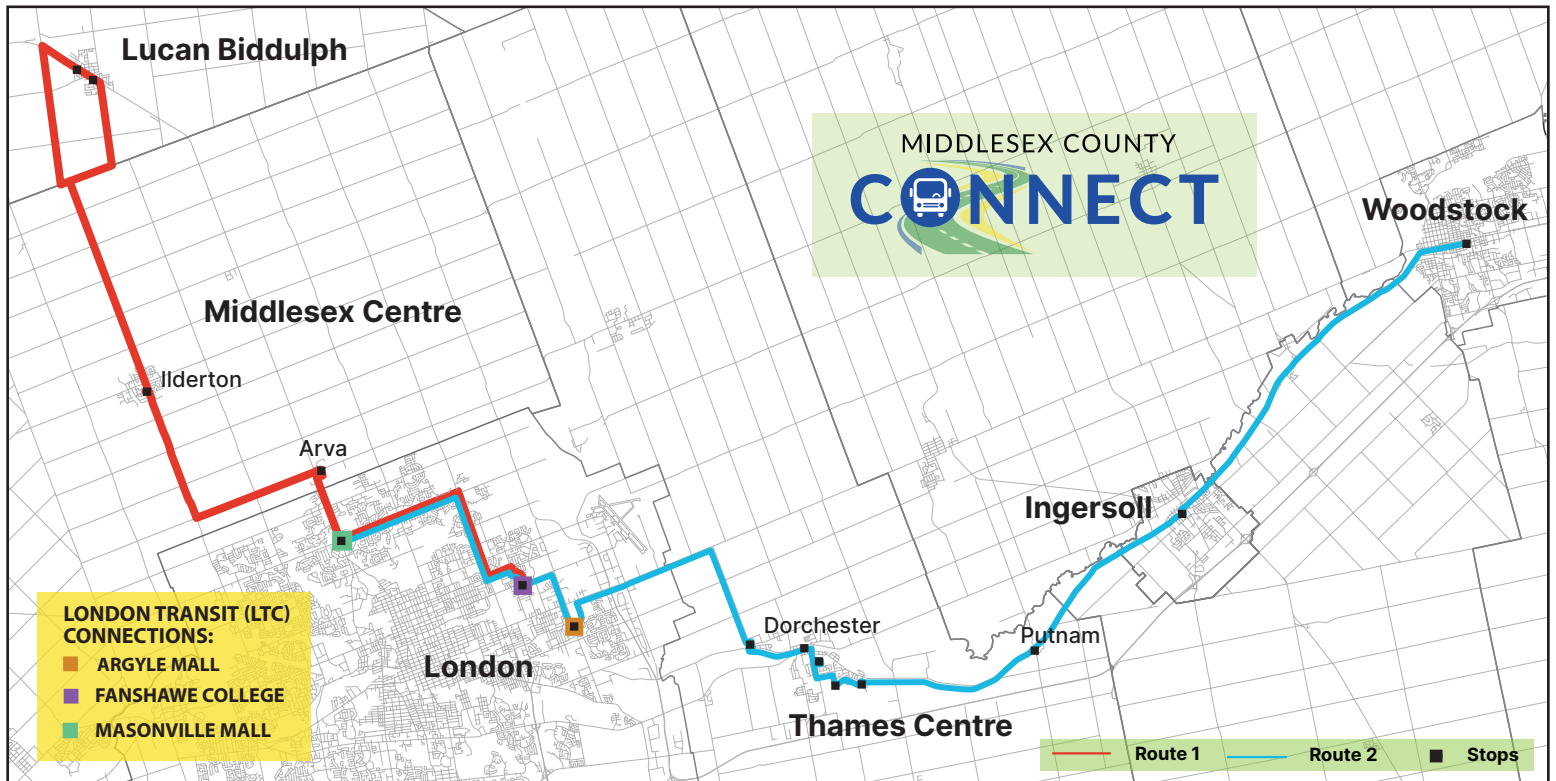 Lucan Biddulph
MIDDLESEX COUNTY
CONNECT
Woodstock
Middlesex Centre
Ilderton
Arva
Ingersoll
Dorchester
Putnam
London
Thames Centre
LONDON TRANSIT (LTC)
CONNECTIONS:
ARGYLE MALL
FANSHAWE COLLEGE
MASONVILLE MALL
Route 1
Route 2
Stops